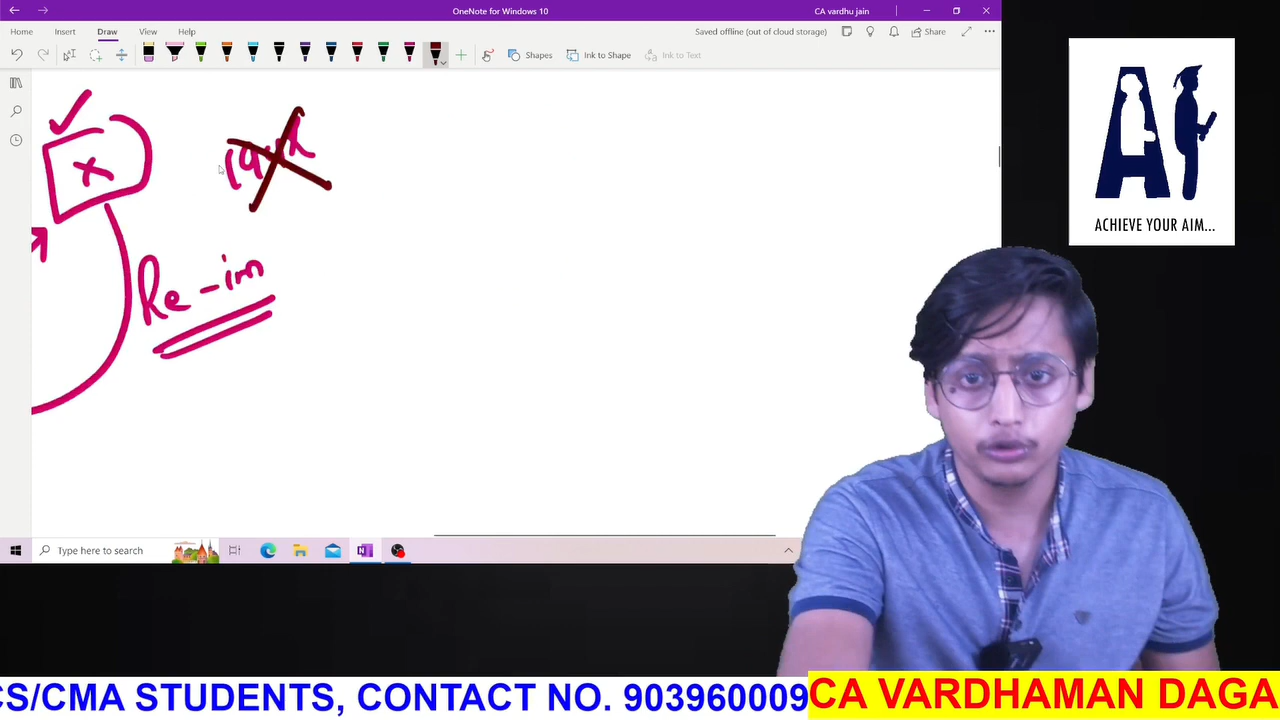 OneNote for Windows 10
CA vardhu jain
Home Insert Draw View Help
Saved offline (out of cloud storage)
Share
Shapes
Ink to Shape
Ink to Text
x
Re-im
ACHIEVE YOUR AIM...
Type here to search
CS/CMA STUDENTS, CONTACT NO. 903960009
CA VARDHAMAN DAGA